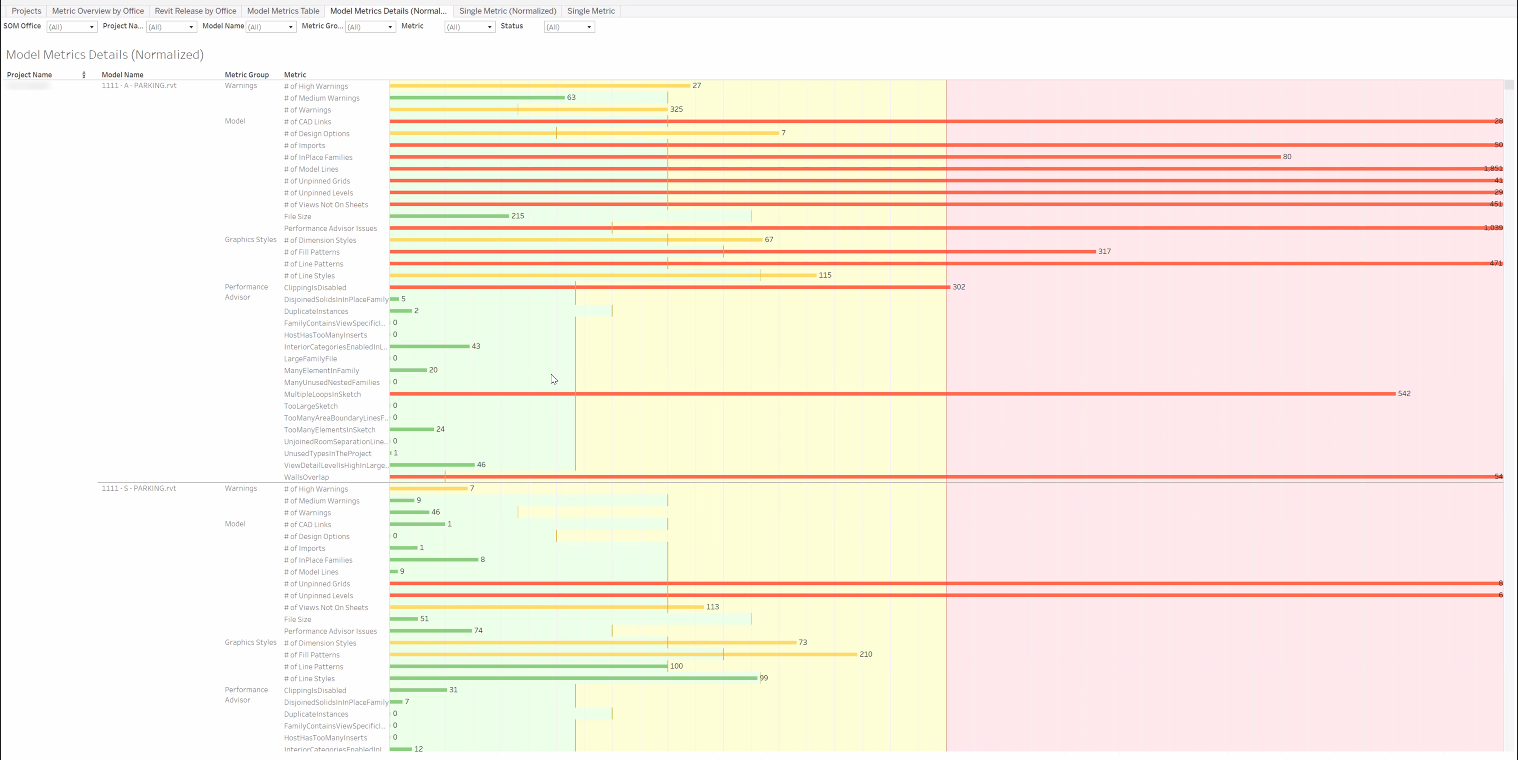 Projects Metric Overview by Office Revit Release by Office Model Metrics Table Model Metrics Details (Normal... Single Metric (Normalized) Single Metric
SOM Office (All) Project Na... (All) Model Name (All) Metric Gro... (All) Metric (All) Status (All)
Model Metrics Details (Normalized)
Project Name Model Name Metric Group Metric
1111 - A - PARKING.rvt Warnings # of High Warnings 27
# of Medium Warnings 63
# of Warnings 325
Model # of CAD Links 28
# of Design Options 7
# of Imports 50
# of InPlace Families 80
# of Model Lines 1,851
# of Unpinned Grids 41
# of Unpinned Levels 29
# of Views Not On Sheets 451
File Size 215
Performance Advisor Issues 1,039
Graphics Styles # of Dimension Styles 67
# of Fill Patterns 317
# of Line Patterns 471
# of Line Styles 115
Performance ClippingIsDisabled 302
Advisor DisjoinedSolidsInInPlaceFamily 5
DuplicateInstances 2
FamilyContainsViewSpecificI.. 0
HostHasTooManyInserts 0
InteriorCategoriesEnabledInL.. 43
LargeFamilyFile 0
ManyElementInFamily 20
ManyUnusedNestedFamilies 0
MultipleLoopsInSketch 542
TooLargeSketch 0
TooManyAreaBoundaryLinesF.. 0
TooManyElementsInSketch 24
UnjoinedRoomSeparationLine.. 0
UnusedTypesInTheProject 1
ViewDetailLevelIsHighInLarge.. 46
WallsOverlap 54
1111 - S - PARKING.rvt Warnings # of High Warnings 7
# of Medium Warnings 9
# of Warnings 46
Model # of CAD Links 1
# of Design Options 0
# of Imports 1
# of InPlace Families 8
# of Model Lines 9
# of Unpinned Grids 8
# of Unpinned Levels 6
# of Views Not On Sheets 113
File Size 51
Performance Advisor Issues 74
Graphics Styles # of Dimension Styles 73
# of Fill Patterns 210
# of Line Patterns 100
# of Line Styles 99
Performance ClippingIsDisabled 31
Advisor DisjoinedSolidsInInPlaceFamily 7
DuplicateInstances 0
FamilyContainsViewSpecificI.. 0
HostHasTooManyInserts 0
InteriorCategoriesEnabledInL.. 12